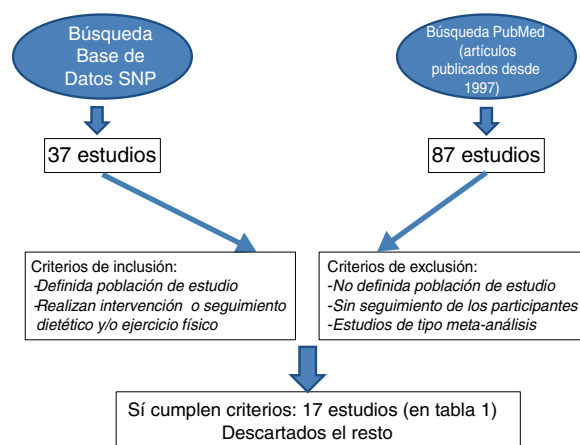 Búsqueda
Base de
Datos SNP
Búsqueda PubMed
(artículos
publicados desde
1997)
37 estudios
87 estudios
Criterios de inclusión:
-Definida población de estudio
-Realizan intervención o seguimiento
dietético y/o ejercicio físico
Criterios de exclusión:
-No definida población de estudio
-Sin seguimiento de los participantes
-Estudios de tipo meta-análisis
Sí cumplen criterios: 17 estudios (en tabla 1)
Descartados el resto